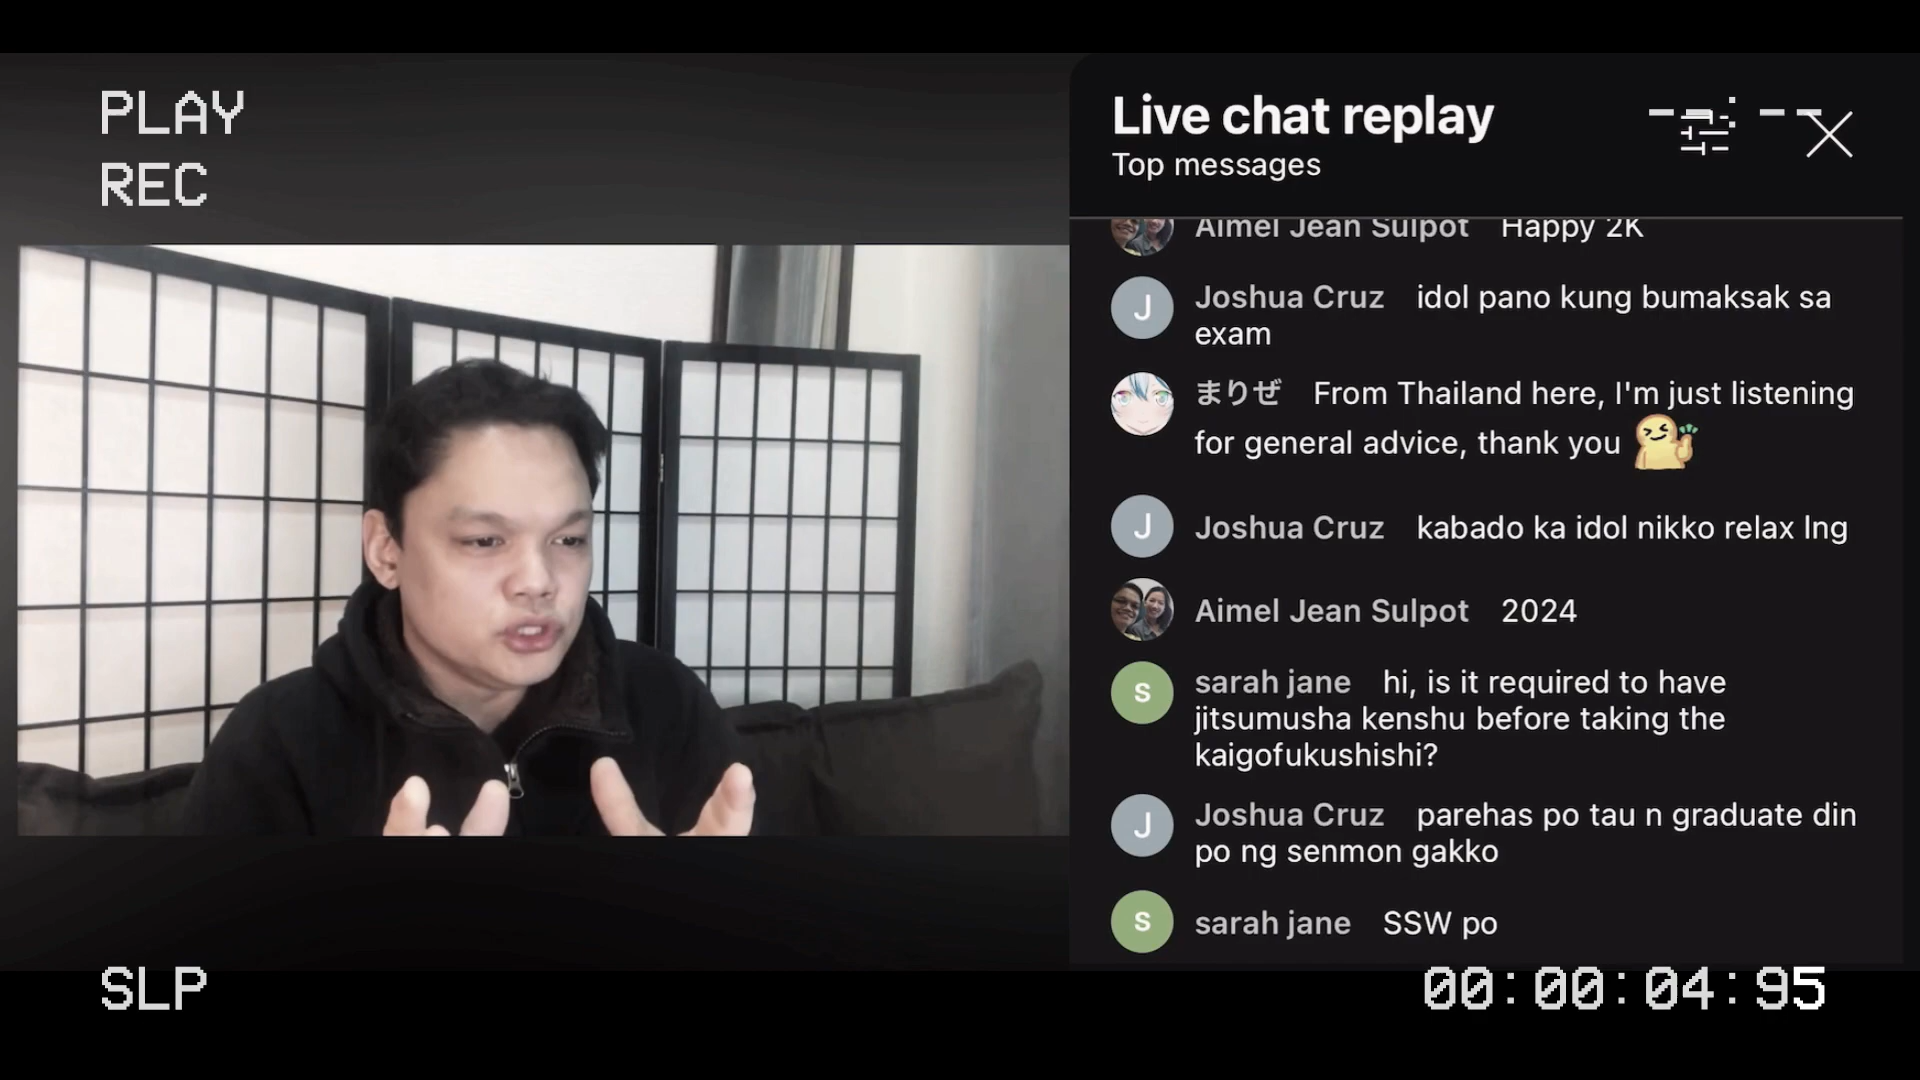 PLAY
REC
Live chat replay
Top messages
Aimel Jean Sulpot Happy 2K
J Joshua Cruz idol pano kung bumaksak sa
exam
まりぜ From Thailand here, I'm just listening
for general advice, thank you
J Joshua Cruz kabado ka idol nikko relax lng
Aimel Jean Sulpot 2024
S sarah jane hi, is it required to have
jitsumusha kenshu before taking the
kaigofukushishi?
J Joshua Cruz parehas po tau n graduate din
po ng senmon gakko
S sarah jane SSW po
SLP
00:00:04:95